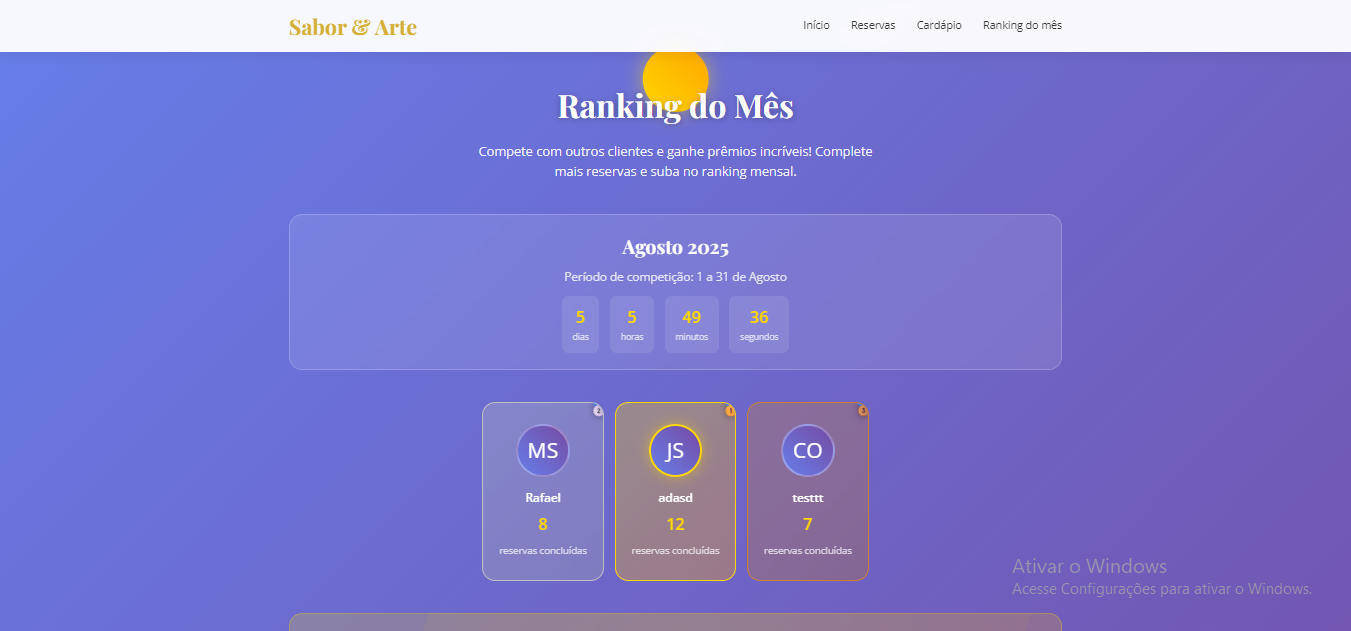 Sabor & Arte
Início Reservas Cardápio Ranking do mês
Ranking do Mês
Compete com outros clientes e ganhe prêmios incríveis! Complete
mais reservas e suba no ranking mensal.
Agosto 2025
Período de competição: 1 a 31 de Agosto
5 5 49 36
dias horas minutos segundos
2 1 3
MS JS CO
Rafael adasd testtt
8 12 7
reservas concluídas reservas concluídas reservas concluídas
Ativar o Windows
Acesse Configurações para ativar o Windows.